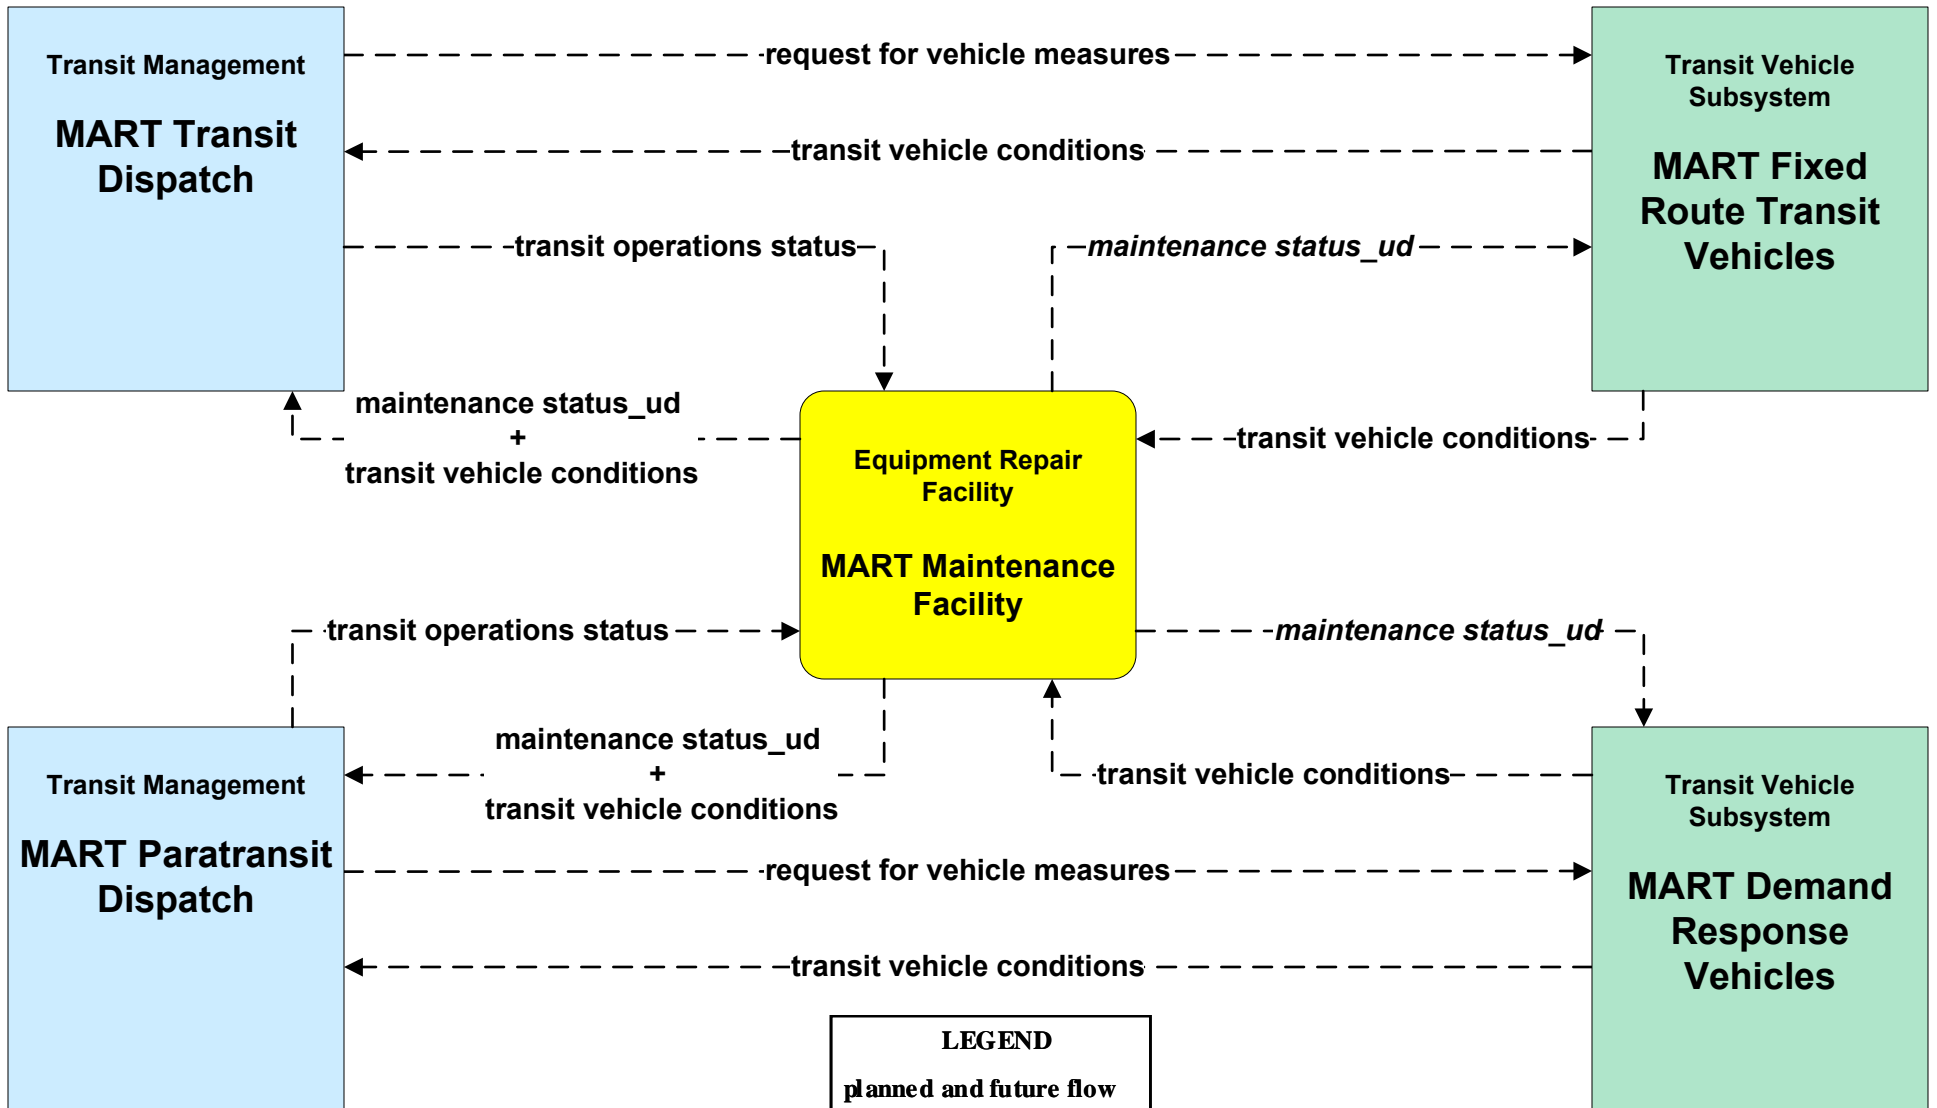 Transit Management
MART Transit
Dispatch
request for vehicle measures
transit vehicle conditions
transit operations status
maintenance status_ud
Transit Vehicle
Subsystem
MART Fixed
Route Transit
Vehicles
maintenance status_ud
+
transit vehicle conditions
transit vehicle conditions
Equipment Repair
Facility
MART Maintenance
Facility
transit operations status
maintenance status_ud
maintenance status_ud
+
transit vehicle conditions
transit vehicle conditions
Transit Management
MART Paratransit
Dispatch
request for vehicle measures
transit vehicle conditions
Transit Vehicle
Subsystem
MART Demand
Response
Vehicles
LEGEND
planned and future flow